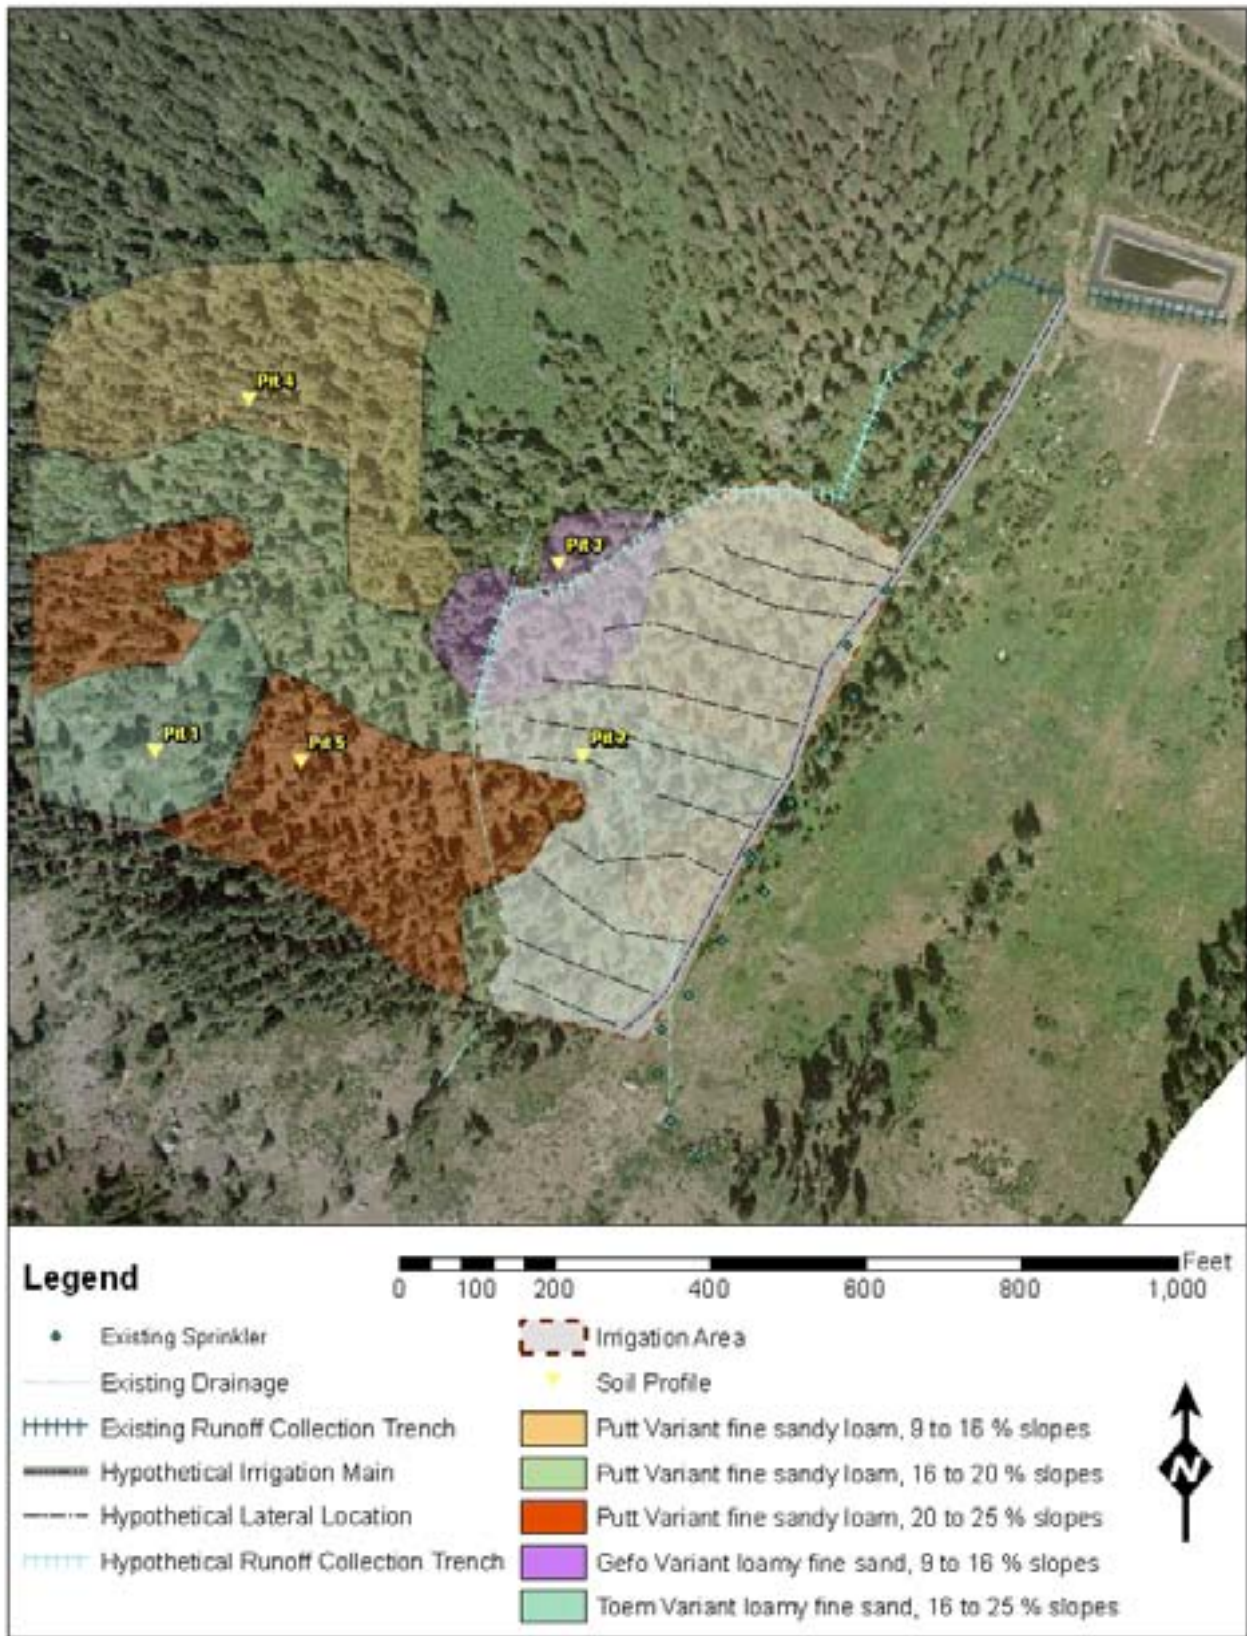 Pit 4
Pit 3
Pit 1
Pit 5
Pit 2
Legend
Feet
0 100 200 400 600 800 1,000
Existing Sprinkler
Existing Drainage
Existing Runoff Collection Trench
Hypothetical Irrigation Main
Hypothetical Lateral Location
Hypothetical Runoff Collection Trench
Irrigation Area
Soil Profile
Putt Variant fine sandy loam, 9 to 16 % slopes
Putt Variant fine sandy loam, 16 to 20 % slopes
Putt Variant fine sandy loam, 20 to 25 % slopes
Gefo Variant loamy fine sand, 9 to 16 % slopes
Toem Variant loamy fine sand, 16 to 25 % slopes
N